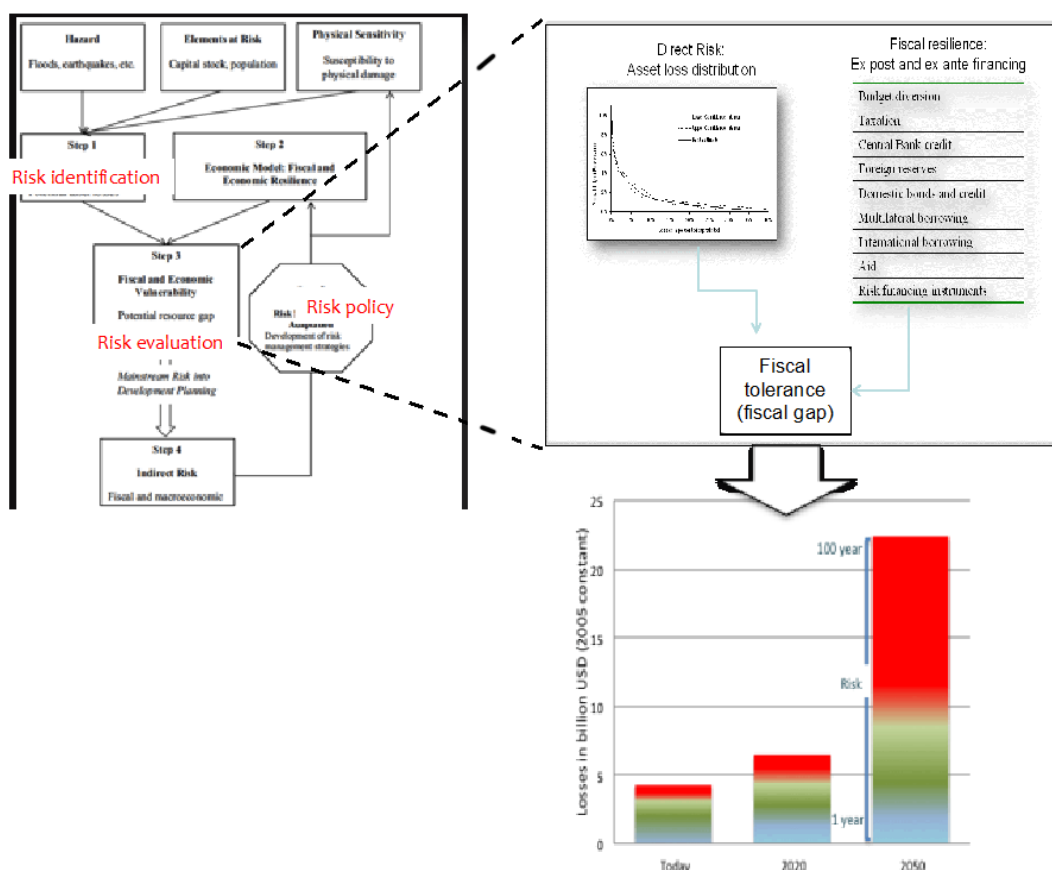 Hazard
Floods, earthquakes, etc.
Elements at Risk
Capital stock, population
Physical Sensitivity
Susceptibility to
physical damage
Step 1
Risk identification
Step 2
Economic Model: Fiscal and
Economic Resilience
Step 3
Fiscal and Economic
Vulnerability
Potential resource gap
Risk evaluation
Risk
Risk policy
Development of risk
management strategies
Mainstream Risk into
Development Planning
Step 4
Indirect Risk
Fiscal and macroeconomic
Direct Risk:
Asset loss distribution
Fiscal resilience:
Ex post and ex ante financing
Budget diversion
Taxation
Central Bank credit
Foreign reserves
Domestic bonds and credit
Multilateral borrowing
International borrowing
Aid
Risk financing instruments
Fiscal
tolerance
(fiscal gap)
Losses in billion USD (2005 constant)
25
20
15
10
5
0
100 year
Risk
1 year
Today
2020
2050